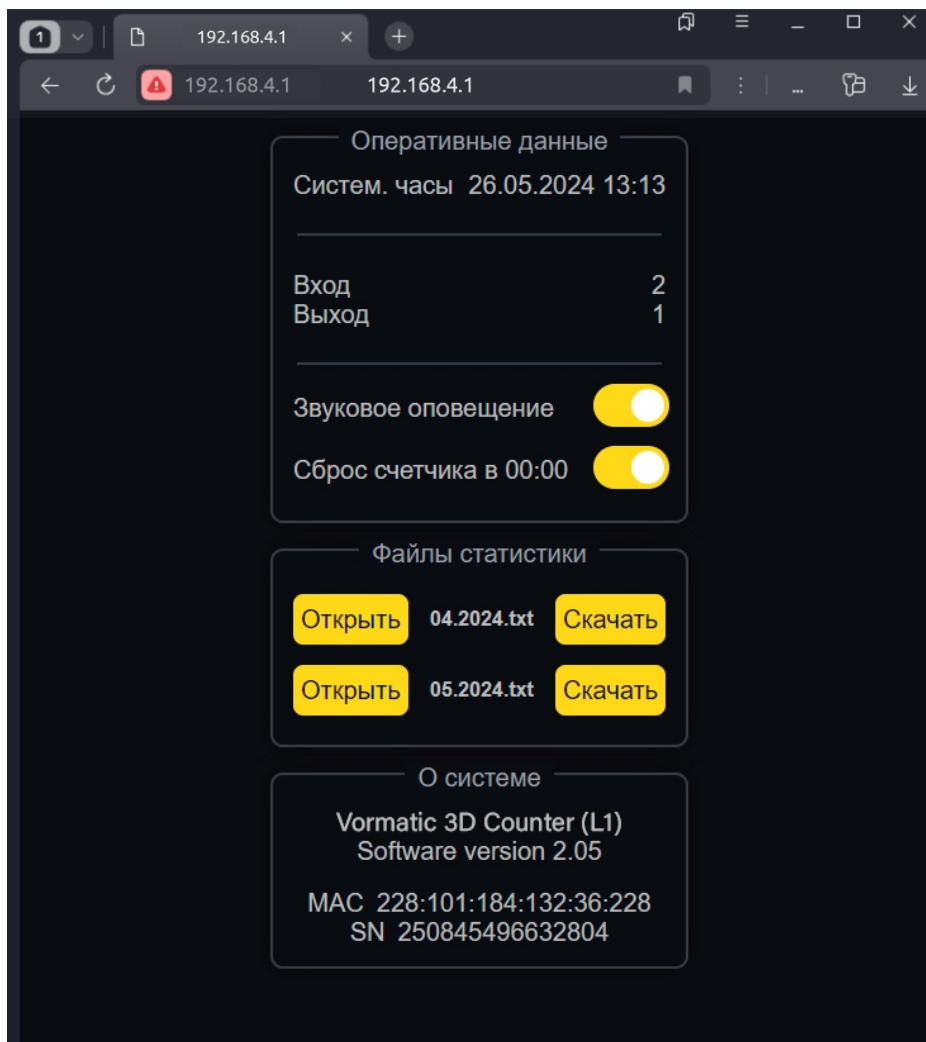 1
192.168.4.1
192.168.4.1 192.168.4.1
Оперативные данные
Систем. часы 26.05.2024 13:13
Вход 2
Выход 1
Звуковое оповещение
Сброс счетчика в 00:00
Файлы статистики
Открыть 04.2024.txt Скачать
Открыть 05.2024.txt Скачать
О системе
Vormatic 3D Counter (L1)
Software version 2.05
MAC 228:101:184:132:36:228
SN 250845496632804